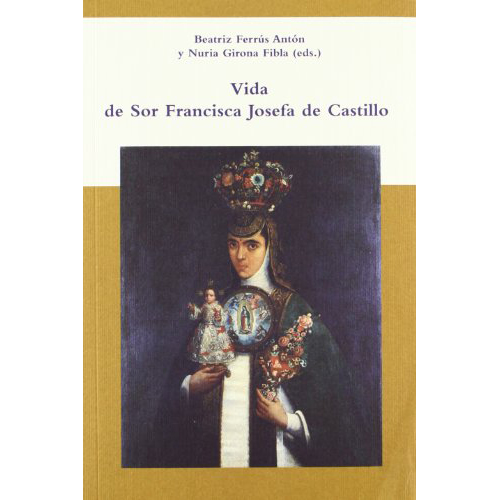 Beatriz Ferrús Antón
y Nuria Girona Fibla (eds.)
Vida
de Sor Francisca Josefa de Castillo